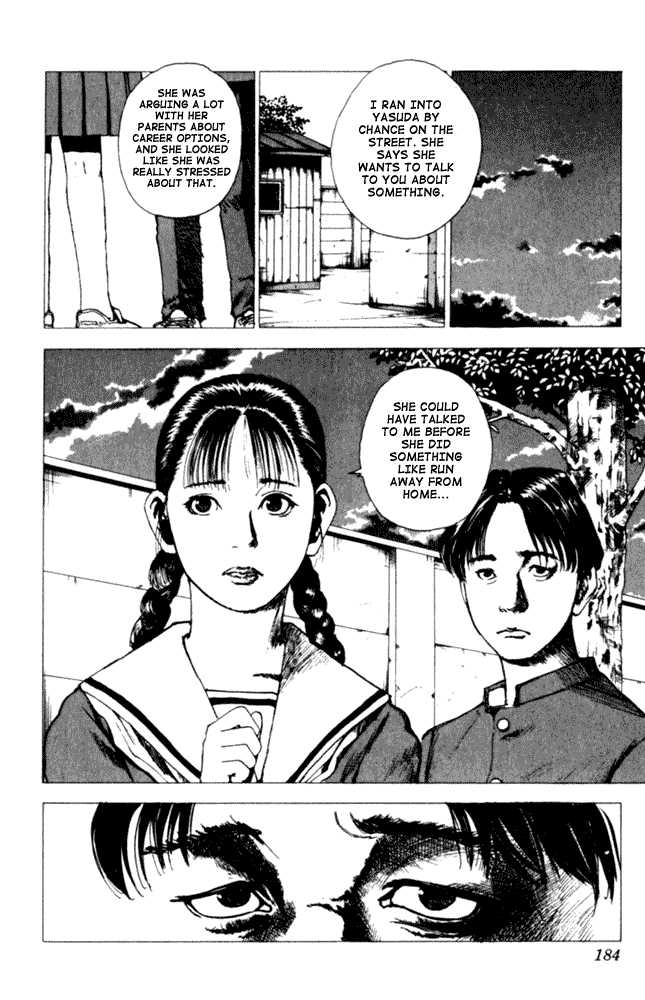 I RAN INTO
YASUDA BY
CHANCE ON THE
STREET. SHE
SAYS SHE
WANTS TO TALK
TO YOU ABOUT
SOMETHING.
SHE WAS
ARGUING A LOT
WITH HER
PARENTS ABOUT
CAREER OPTIONS,
AND SHE LOOKED
LIKE SHE WAS
REALLY STRESSED
ABOUT THAT.
SHE COULD
HAVE TALKED
TO ME BEFORE
SHE DID
SOMETHING
LIKE RUN
AWAY FROM
HOME...
184